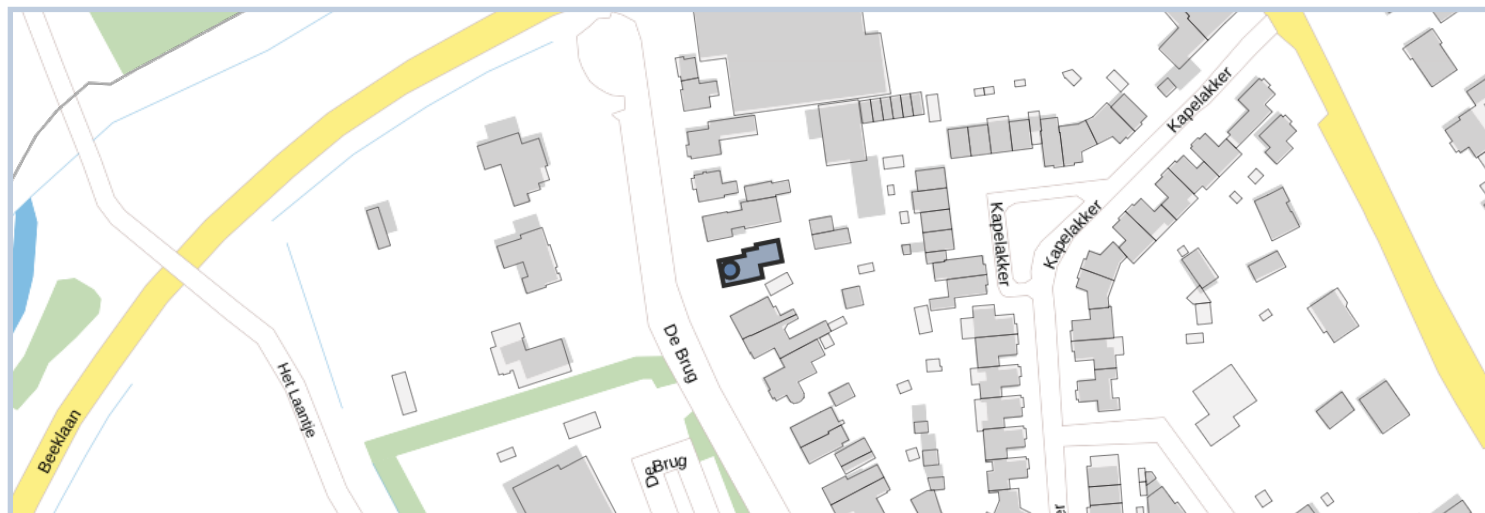 Kapelakker
Kapelakker
Kapelakker
De Brug
Het Laantje
Beeklaan
De Brug